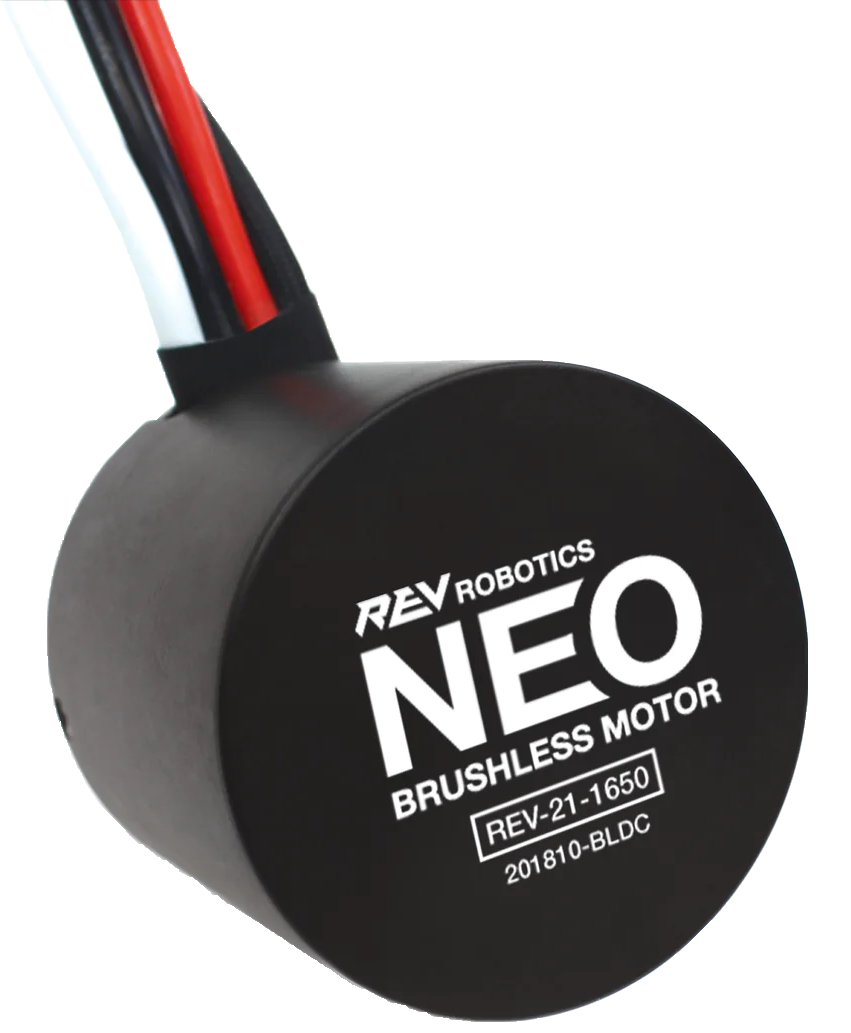 REV ROBOTICS
NEO
BRUSHLESS MOTOR
REV-21-1650
201810-BLDC